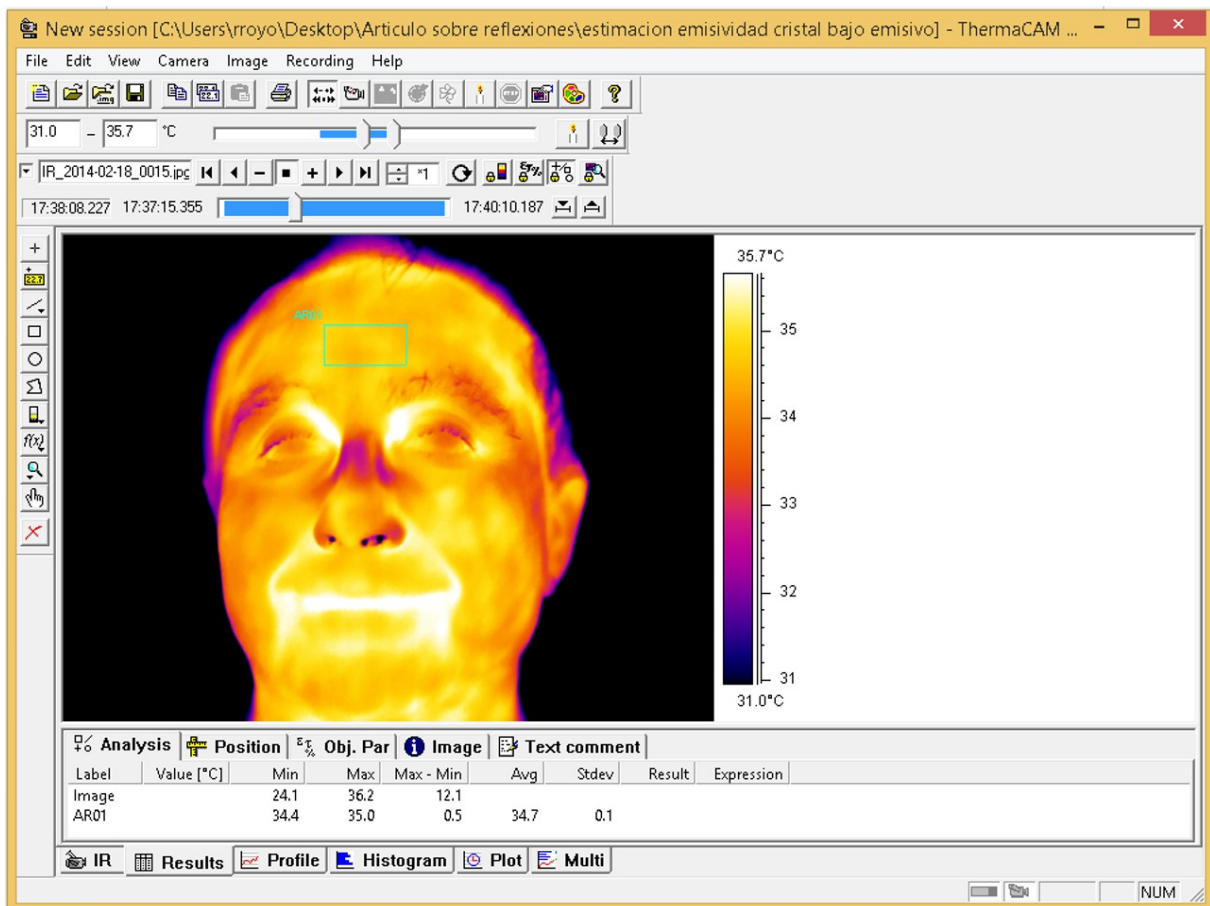 New session [C:\Users\rroyo\Desktop\Articulo sobre reflexiones\estimacion emisividad cristal bajo emisivo] - ThermaCAM ...
File Edit View Camera Image Recording Help
31.0 - 35.7 °C
IR_2014-02-18_0015.jpg *1
17:38:08.227 17:37:15.355 17:40:10.187
35.7°C
AR01
35
34
33
32
31
31.0°C
Analysis Position Obj. Par Image Text comment
Label Value [°C] Min Max Max - Min Avg Stdev Result Expression
Image 24.1 36.2 12.1
AR01 34.4 35.0 0.5 34.7 0.1
IR Results Profile Histogram Plot Multi
NUM